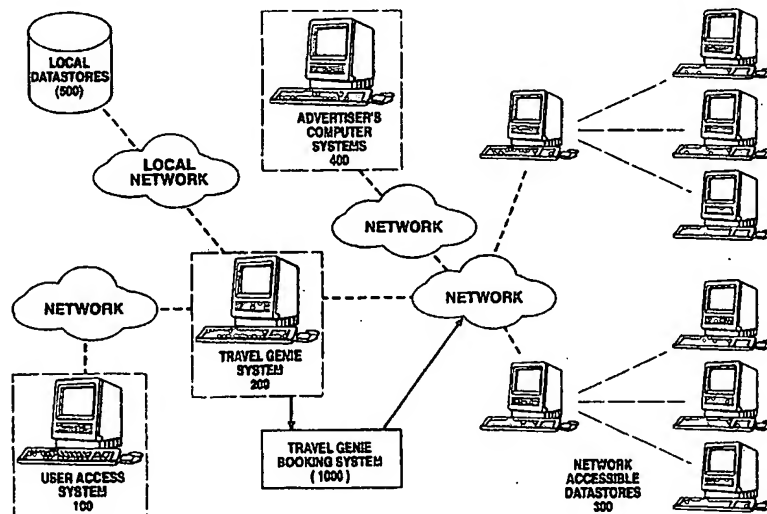 LOCAL
DATASTORES
(500)
ADVERTISER'S
COMPUTER
SYSTEMS
400
LOCAL
NETWORK
NETWORK
NETWORK
NETWORK
TRAVEL GENIE
SYSTEM
200
USER ACCESS
SYSTEM
100
TRAVEL GENIE
BOOKING SYSTEM
( 1000 )
NETWORK
ACCESSIBLE
DATASTORES
300